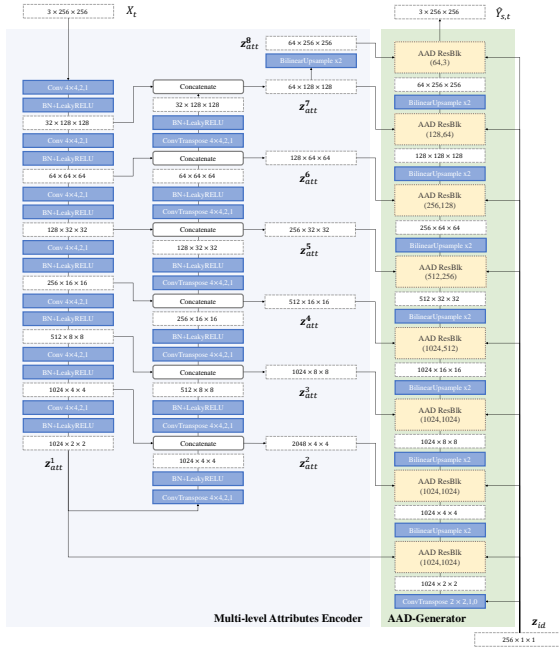 3 × 256 × 256
X_t
Conv 4×4,2,1
BN+LeakyRELU
32 × 128 × 128
Conv 4×4,2,1
BN+LeakyRELU
64 × 64 × 64
Conv 4×4,2,1
BN+LeakyRELU
128 × 32 × 32
Conv 4×4,2,1
BN+LeakyRELU
256 × 16 × 16
Conv 4×4,2,1
BN+LeakyRELU
512 × 8 × 8
Conv 4×4,2,1
BN+LeakyRELU
1024 × 4 × 4
Conv 4×4,2,1
BN+LeakyRELU
1024 × 2 × 2
z^1_att
Concatenate
32 × 128 × 128
BN+LeakyRELU
ConvTranspose 4×4,2,1
Concatenate
64 × 64 × 64
BN+LeakyRELU
ConvTranspose 4×4,2,1
Concatenate
128 × 32 × 32
BN+LeakyRELU
ConvTranspose 4×4,2,1
Concatenate
256 × 16 × 16
BN+LeakyRELU
ConvTranspose 4×4,2,1
Concatenate
512 × 8 × 8
BN+LeakyRELU
ConvTranspose 4×4,2,1
Concatenate
1024 × 4 × 4
BN+LeakyRELU
ConvTranspose 4×4,2,1
z^8_att
64 × 256 × 256
BilinearUpsample x2
64 × 128 × 128
z^7_att
128 × 64 × 64
z^6_att
256 × 32 × 32
z^5_att
512 × 16 × 16
z^4_att
1024 × 8 × 8
z^3_att
2048 × 4 × 4
z^2_att
Multi-level Attributes Encoder
3 × 256 × 256
Ŷ_s,t
AAD ResBlk
(64,3)
64 × 256 × 256
BilinearUpsample x2
AAD ResBlk
(128,64)
128 × 128 × 128
BilinearUpsample x2
AAD ResBlk
(256,128)
256 × 64 × 64
BilinearUpsample x2
AAD ResBlk
(512,256)
512 × 32 × 32
BilinearUpsample x2
AAD ResBlk
(1024,512)
1024 × 16 × 16
BilinearUpsample x2
AAD ResBlk
(1024,1024)
1024 × 8 × 8
BilinearUpsample x2
AAD ResBlk
(1024,1024)
1024 × 4 × 4
BilinearUpsample x2
AAD ResBlk
(1024,1024)
1024 × 2 × 2
ConvTranspose 2 × 2,1,0
AAD-Generator
z_id
256 × 1 × 1